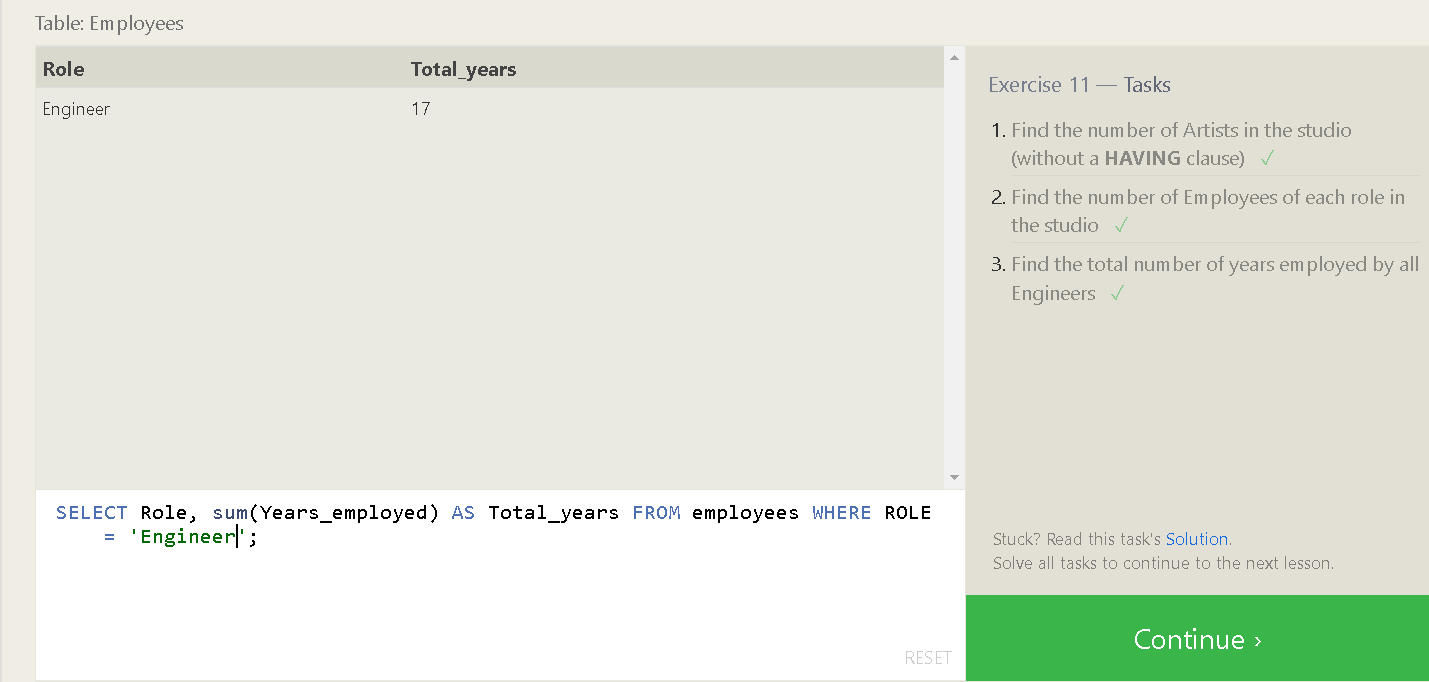 Table: Employees
Role Total_years
Engineer 17
SELECT Role, sum(Years_employed) AS Total_years FROM employees WHERE ROLE
= 'Engineer';
RESET
Exercise 11 — Tasks
1. Find the number of Artists in the studio
(without a HAVING clause) ✓
2. Find the number of Employees of each role in
the studio ✓
3. Find the total number of years employed by all
Engineers ✓
Stuck? Read this task's Solution.
Solve all tasks to continue to the next lesson.
Continue ›